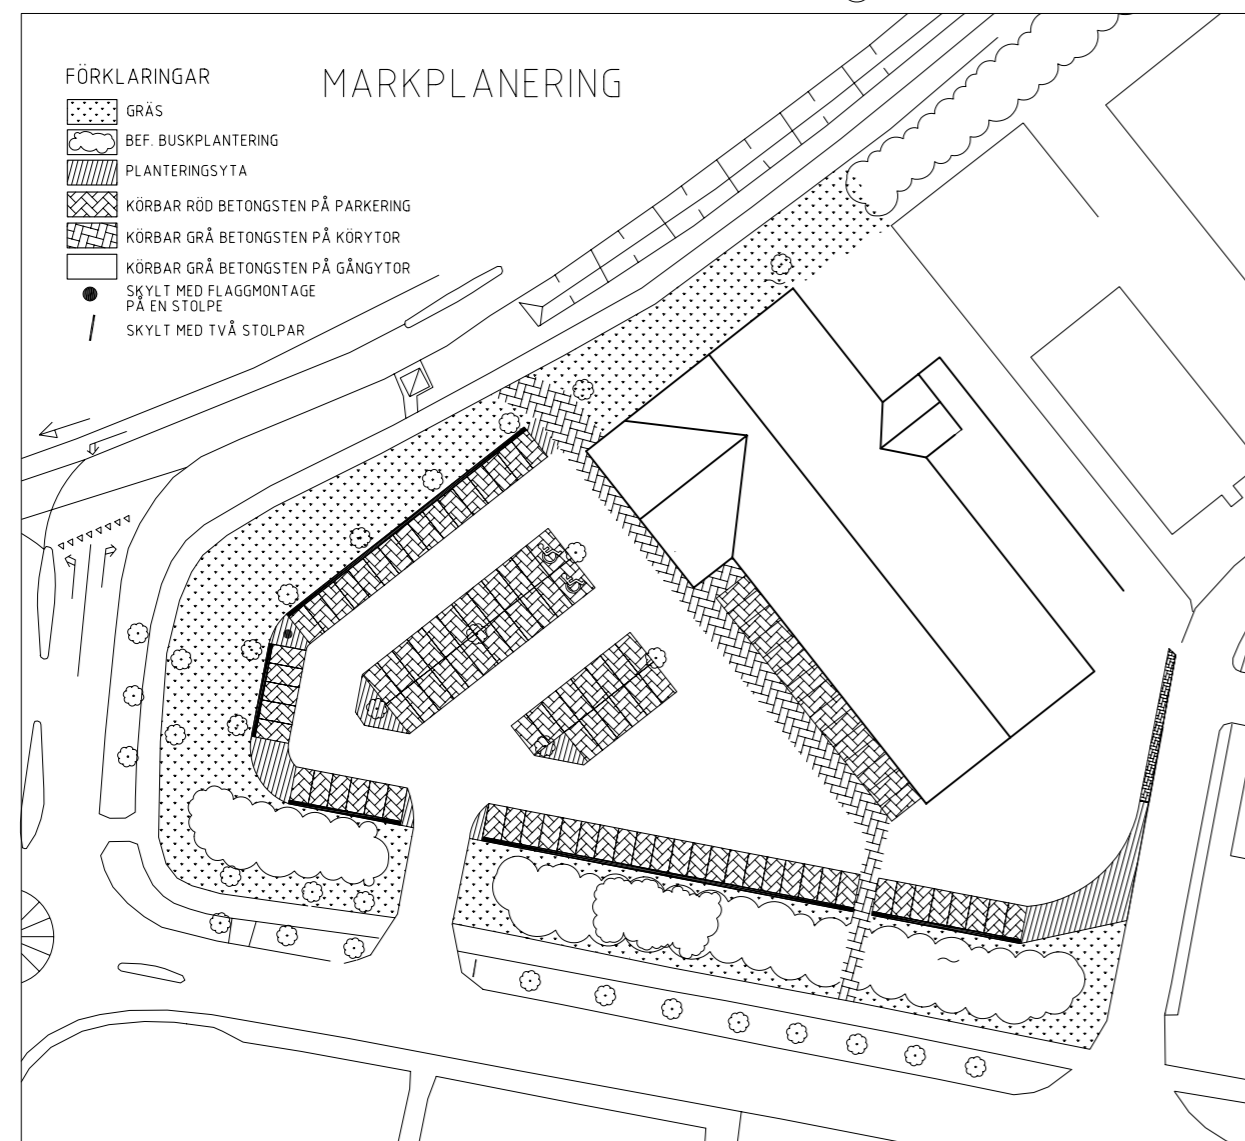 MARKPLANERING
FÖRKLARINGAR
GRÄS
BEF. BUSKPLANTERING
PLANTERINGSYTA
KÖRBAR RÖD BETONGSTEN PÅ PARKERING
KÖRBAR GRÅ BETONGSTEN PÅ KÖRYTOR
KÖRBAR GRÅ BETONGSTEN PÅ GÅNGYTOR
SKYLT MED FLAGGMONTAGE
PÅ EN STOLPE
SKYLT MED TVÅ STOLPAR